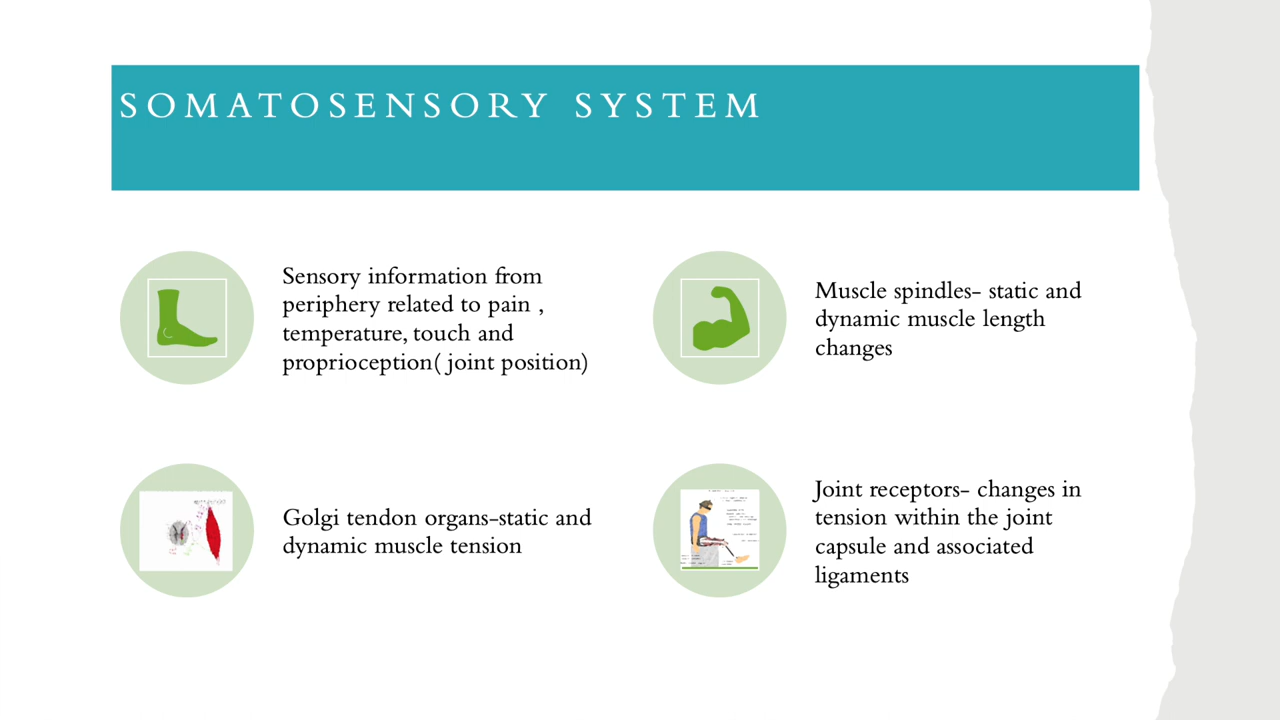 SOMATOSENSORY SYSTEM
Sensory information from
periphery related to pain ,
temperature, touch and
proprioception( joint position)
Muscle spindles- static and
dynamic muscle length
changes
Golgi tendon organs-static and
dynamic muscle tension
Joint receptors- changes in
tension within the joint
capsule and associated
ligaments